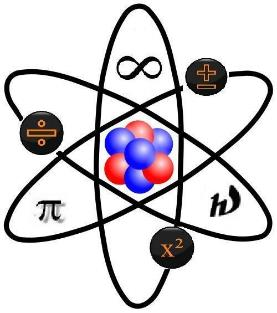 ∞
±
÷
π
ħ
x²